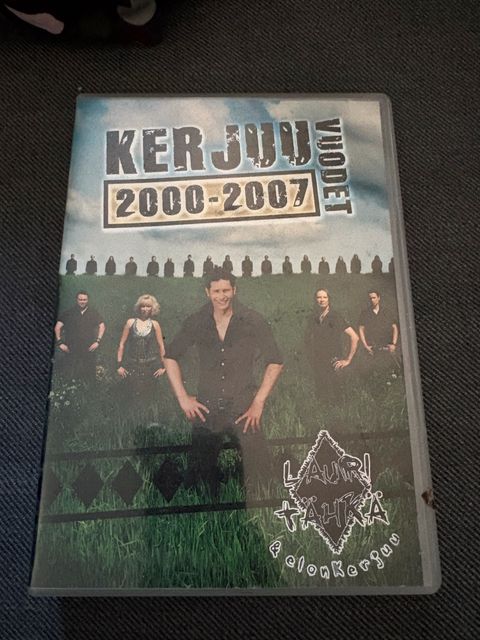 KERJUU
VUODET
2000-2007
LAURI
TÄHKÄ
& elonkerjuu